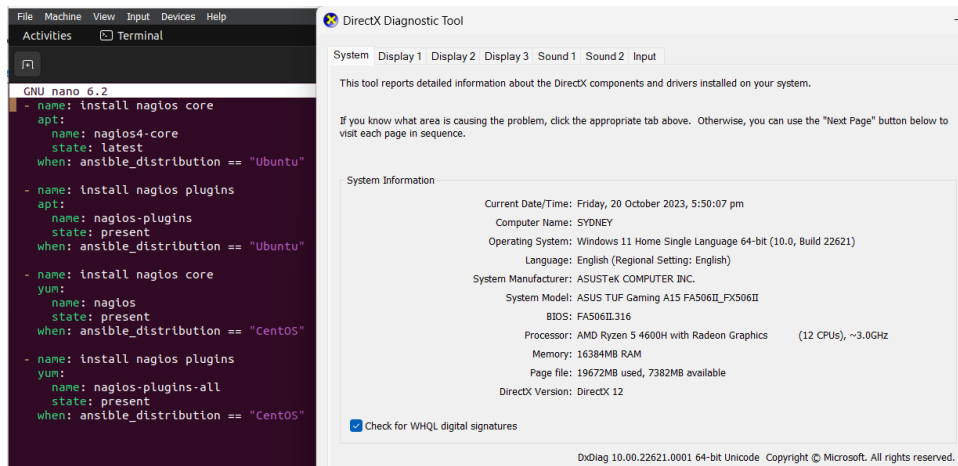 File Machine View Input Devices Help
Activities Terminal
GNU nano 6.2
- name: install nagios core
apt:
name: nagios4-core
state: latest
when: ansible_distribution == "Ubuntu"
- name: install nagios plugins
apt:
name: nagios-plugins
state: present
when: ansible_distribution == "Ubuntu"
- name: install nagios core
yum:
name: nagios
state: present
when: ansible_distribution == "CentOS"
- name: install nagios plugins
yum:
name: nagios-plugins-all
state: present
when: ansible_distribution == "CentOS"
DirectX Diagnostic Tool
System Display 1 Display 2 Display 3 Sound 1 Sound 2 Input
This tool reports detailed information about the DirectX components and drivers installed on your system.
If you know what area is causing the problem, click the appropriate tab above. Otherwise, you can use the "Next Page" button below to
visit each page in sequence.
System Information
Current Date/Time: Friday, 20 October 2023, 5:50:07 pm
Computer Name: SYDNEY
Operating System: Windows 11 Home Single Language 64-bit (10.0, Build 22621)
Language: English (Regional Setting: English)
System Manufacturer: ASUSTeK COMPUTER INC.
System Model: ASUS TUF Gaming A15 FA506II_FX506II
BIOS: FA506II.316
Processor: AMD Ryzen 5 4600H with Radeon Graphics (12 CPUs), ~3.0GHz
Memory: 16384MB RAM
Page file: 19672MB used, 7382MB available
DirectX Version: DirectX 12
Check for WHQL digital signatures
DxDiag 10.00.22621.0001 64-bit Unicode Copyright © Microsoft. All rights reserved.